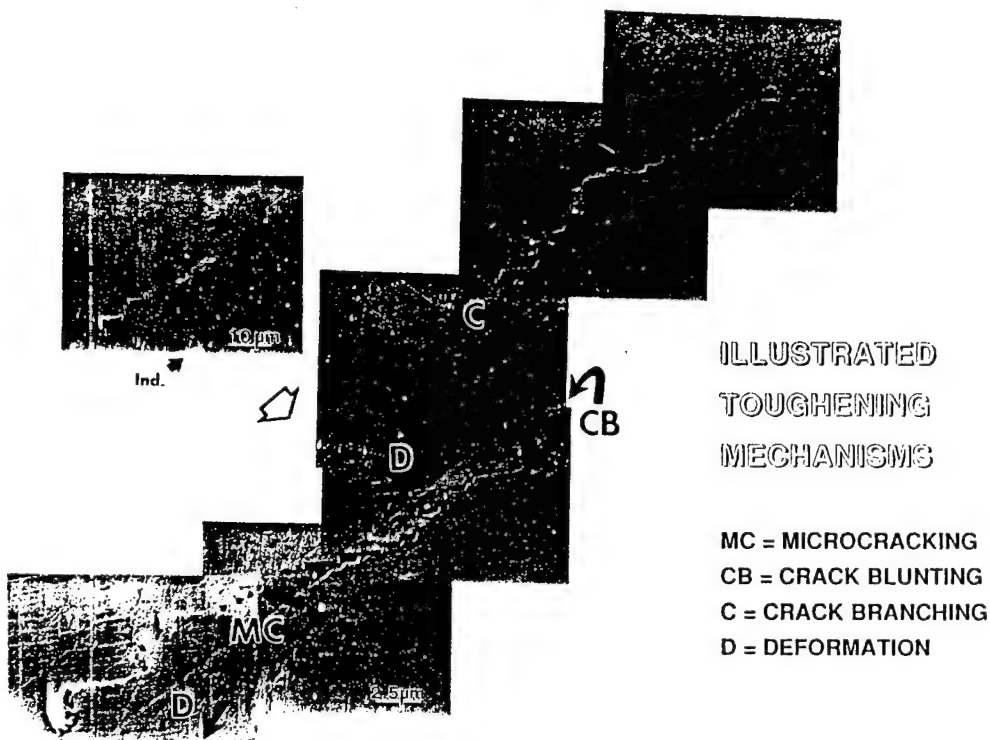 10 μm
Ind.
C
CB
D
MC
D
2.5μm
ILLUSTRATED
TOUGHENING
MECHANISMS
MC = MICROCRACKING
CB = CRACK BLUNTING
C = CRACK BRANCHING
D = DEFORMATION